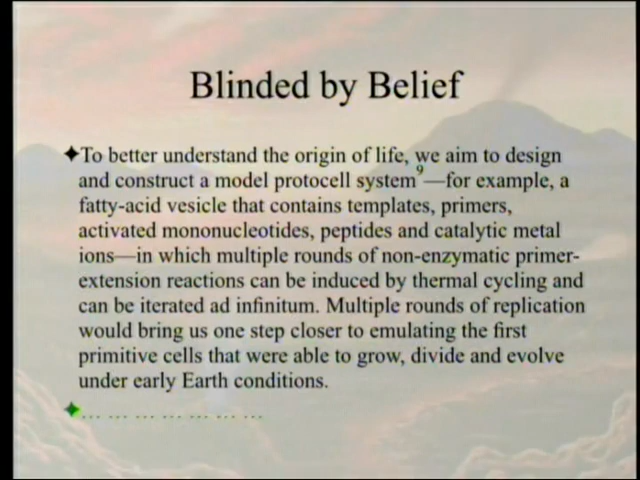 Blinded by Belief
✦To better understand the origin of life, we aim to design
and construct a model protocell system⁹—for example, a
fatty-acid vesicle that contains templates, primers,
activated mononucleotides, peptides and catalytic metal
ions—in which multiple rounds of non-enzymatic primer-
extension reactions can be induced by thermal cycling and
can be iterated ad infinitum. Multiple rounds of replication
would bring us one step closer to emulating the first
primitive cells that were able to grow, divide and evolve
under early Earth conditions.
✦… … … … … … …